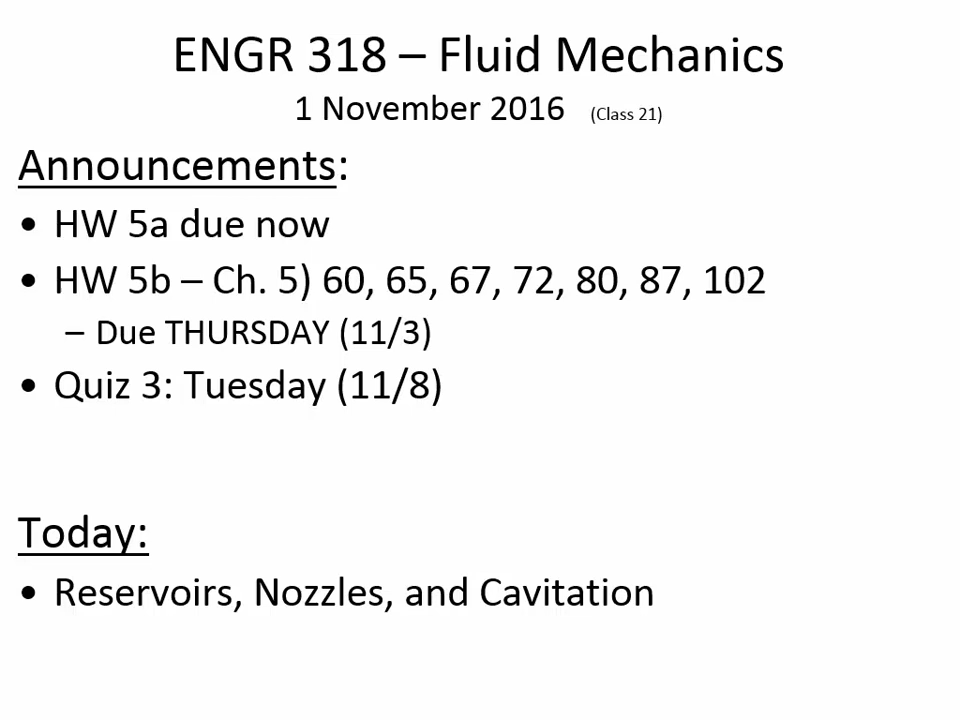 ENGR 318 – Fluid Mechanics
1 November 2016 (Class 21)
Announcements:
• HW 5a due now
• HW 5b – Ch. 5) 60, 65, 67, 72, 80, 87, 102
– Due THURSDAY (11/3)
• Quiz 3: Tuesday (11/8)
Today:
• Reservoirs, Nozzles, and Cavitation